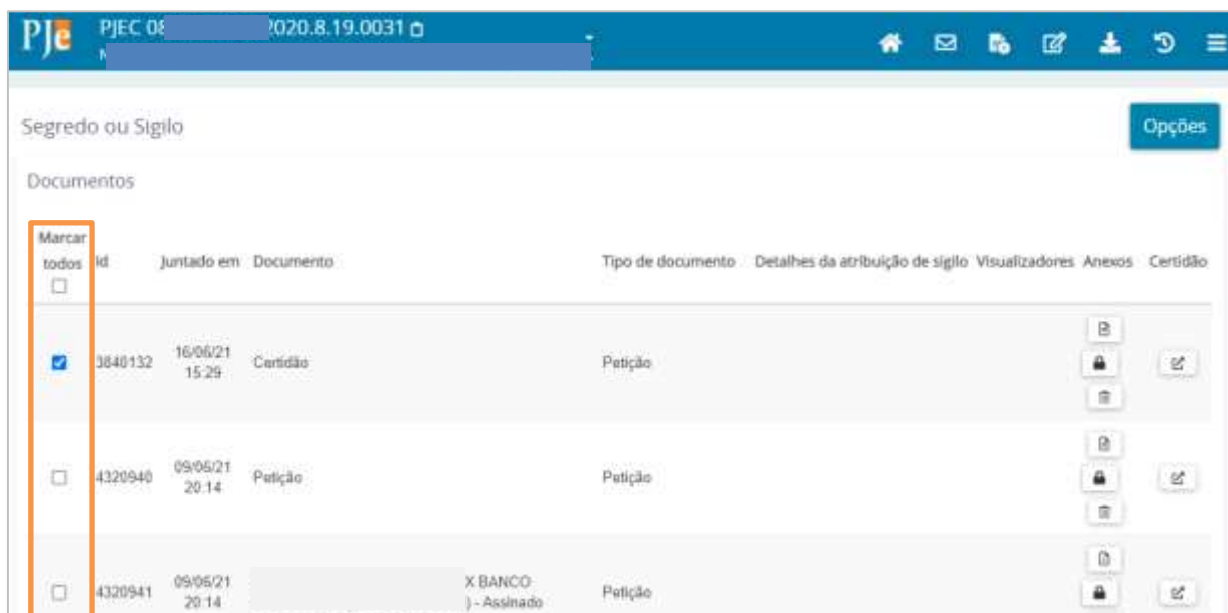 PJe PJEC 08 2020.8.19.0031
Segredo ou Sigilo Opções
Documentos
Marcar todos Id Juntado em Documento Tipo de documento Detalhes da atribuição de sigilo Visualizadores Anexos Certidão
3840132 16/06/21 15:29 Certidão Petição
4320940 09/06/21 20:14 Petição Petição
4320941 09/06/21 20:14 X BANCO ) - Assinado Petição